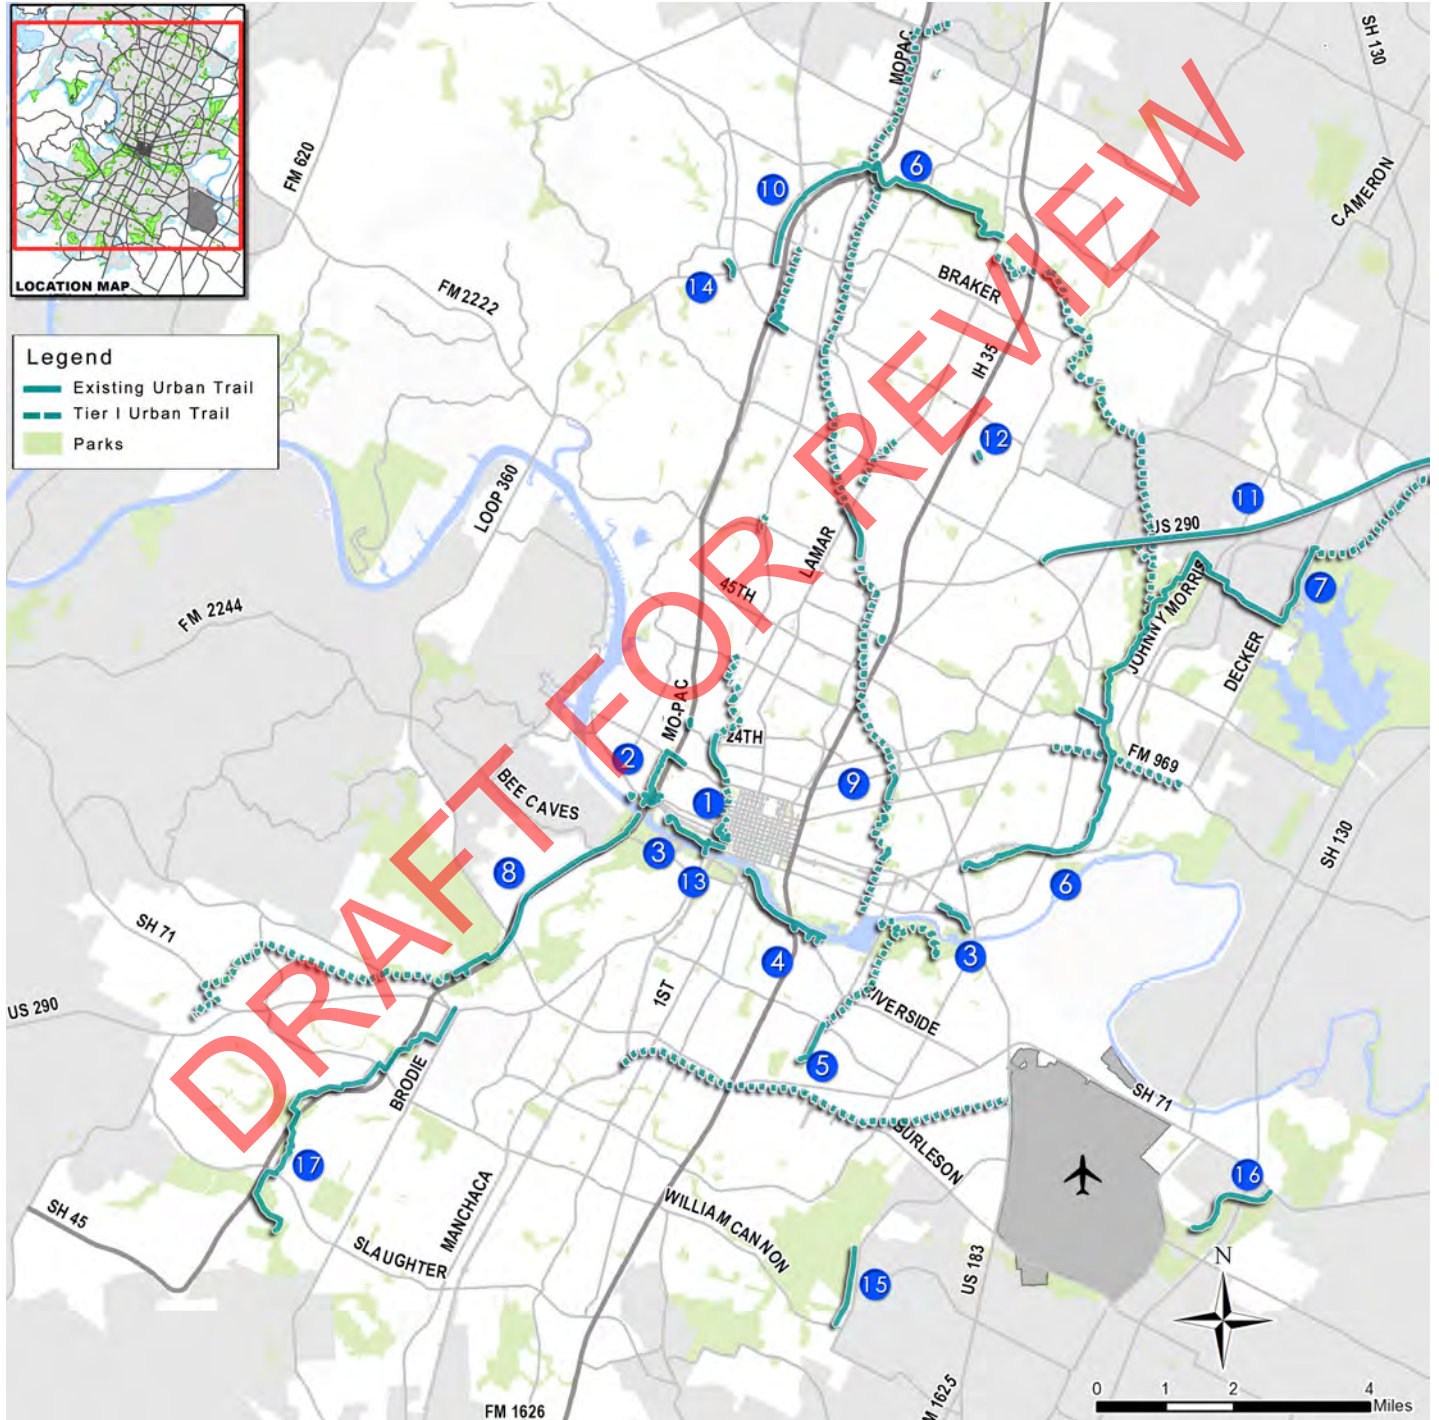 LOCATION MAP
Legend
Existing Urban Trail
Tier I Urban Trail
Parks
DRAFT FOR REVIEW
MOPAC
SH 130
FM 620
6
10
CAMERON
14
BRAKER
FM 2222
IH 35
12
LOOP 360
11
US 290
LAMAR
45TH
7
JOHNNY MORRIS
FM 2244
DECKER
MO-PAC
24TH
2
FM 969
BEE CAVES
1
9
SH 130
3
8
13
6
SH 71
4
3
1ST
US 290
RIVERSIDE
5
BRODIE
SH 71
BURLESON
17
16
MANCHACA
WILLIAM CANNON
SH 45
SLAUGHTER
US 183
15
N
FM 1625
FM 1626
0 1 2 4
Miles